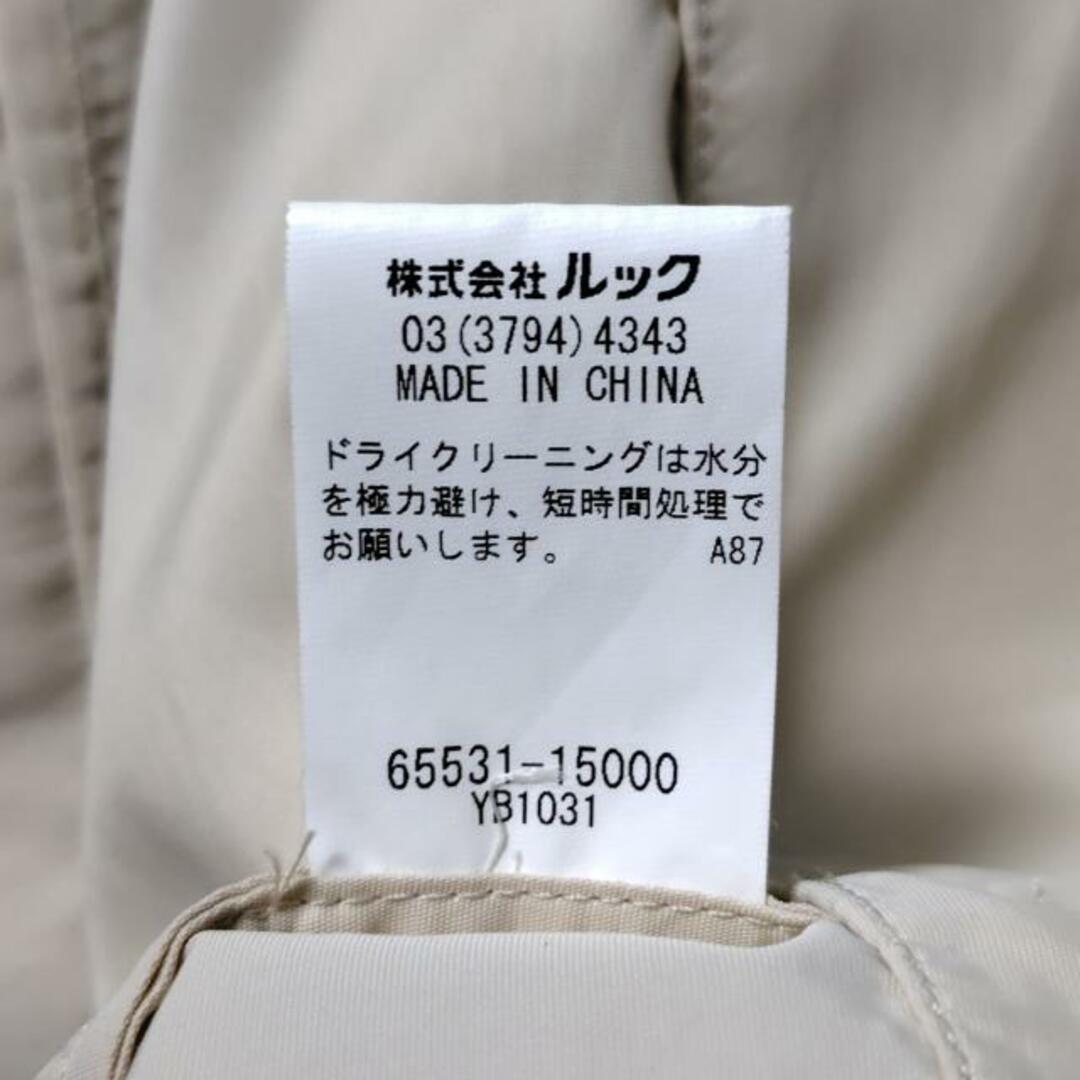 株式会社ルック
03(3794)4343
MADE IN CHINA
ドライクリーニングは水分
を極力避け、短時間処理で
お願いします。 A87
65531-15000
YB1031